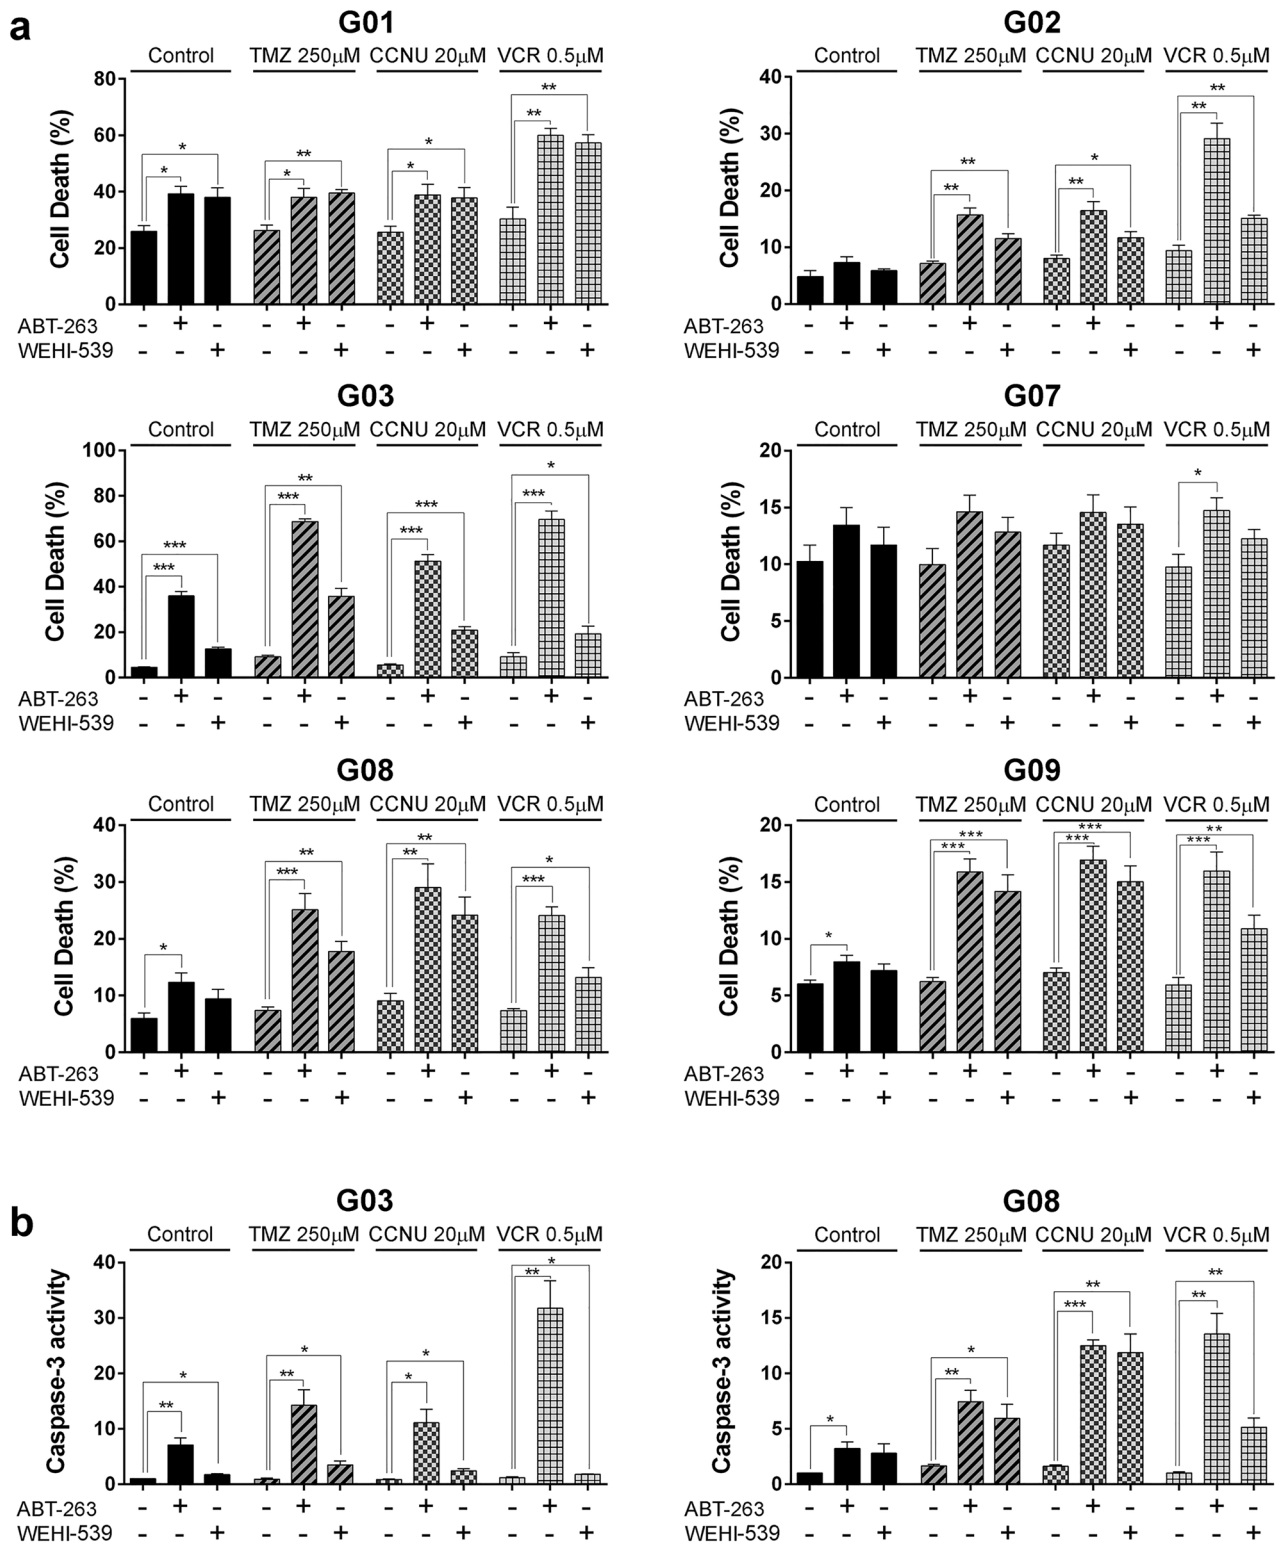 a
G01
Control TMZ 250µM CCNU 20µM VCR 0.5µM
** ** * * * ** * *
80
60
40
20
0
Cell Death (%)
ABT-263 - + - - + - - + - - + -
WEHI-539 - - + - - + - - + - - +
G02
Control TMZ 250µM CCNU 20µM VCR 0.5µM
** ** ** ** * **
40
30
20
10
0
Cell Death (%)
ABT-263 - + - - + - - + - - + -
WEHI-539 - - + - - + - - + - - +
G03
Control TMZ 250µM CCNU 20µM VCR 0.5µM
*** *** ** *** *** *** * ***
100
80
60
40
20
0
Cell Death (%)
ABT-263 - + - - + - - + - - + -
WEHI-539 - - + - - + - - + - - +
G07
Control TMZ 250µM CCNU 20µM VCR 0.5µM
*
20
15
10
5
0
Cell Death (%)
ABT-263 - + - - + - - + - - + -
WEHI-539 - - + - - + - - + - - +
G08
Control TMZ 250µM CCNU 20µM VCR 0.5µM
* ** *** ** ** * ***
40
30
20
10
0
Cell Death (%)
ABT-263 - + - - + - - + - - + -
WEHI-539 - - + - - + - - + - - +
G09
Control TMZ 250µM CCNU 20µM VCR 0.5µM
* *** *** *** *** ** ***
20
15
10
5
0
Cell Death (%)
ABT-263 - + - - + - - + - - + -
WEHI-539 - - + - - + - - + - - +
b
G03
Control TMZ 250µM CCNU 20µM VCR 0.5µM
* ** * ** * * * **
40
30
20
10
0
Caspase-3 activity
ABT-263 - + - - + - - + - - + -
WEHI-539 - - + - - + - - + - - +
G08
Control TMZ 250µM CCNU 20µM VCR 0.5µM
* * ** ** *** ** **
20
15
10
5
0
Caspase-3 activity
ABT-263 - + - - + - - + - - + -
WEHI-539 - - + - - + - - + - - +